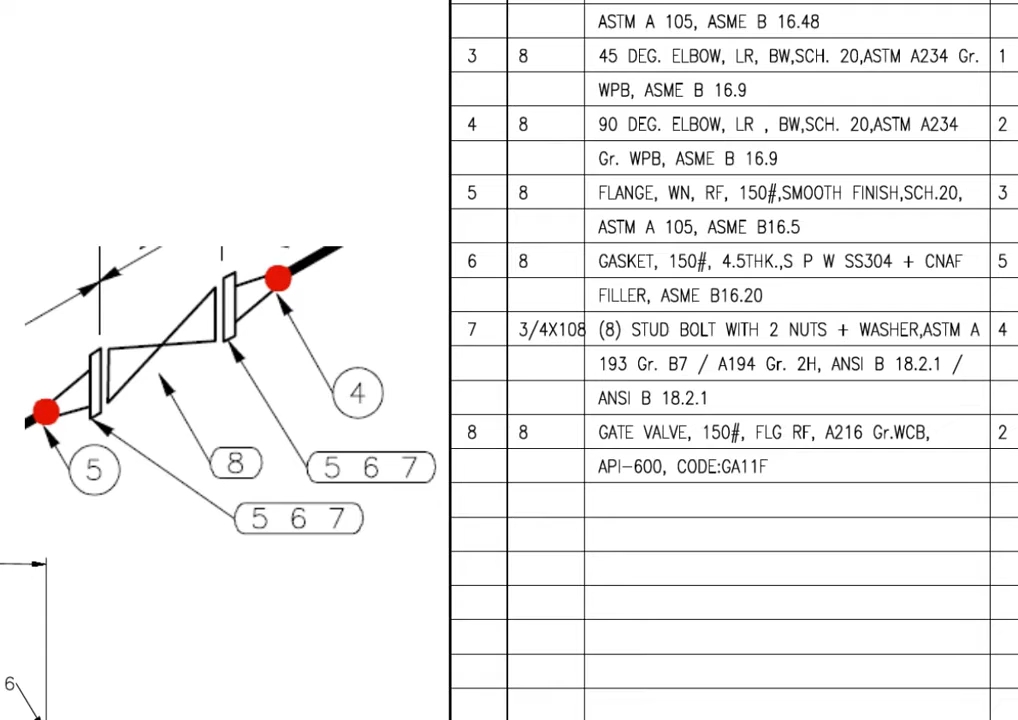 ASTM A 105, ASME B 16.48
3 8 45 DEG. ELBOW, LR, BW,SCH. 20,ASTM A234 Gr. 1
WPB, ASME B 16.9
4 8 90 DEG. ELBOW, LR , BW,SCH. 20,ASTM A234 2
Gr. WPB, ASME B 16.9
5 8 FLANGE, WN, RF, 150#,SMOOTH FINISH,SCH.20, 3
ASTM A 105, ASME B16.5
6 8 GASKET, 150#, 4.5THK.,S P W SS304 + CNAF 5
FILLER, ASME B16.20
7 3/4X108 (8) STUD BOLT WITH 2 NUTS + WASHER,ASTM A 4
193 Gr. B7 / A194 Gr. 2H, ANSI B 18.2.1 /
ANSI B 18.2.1
8 8 GATE VALVE, 150#, FLG RF, A216 Gr.WCB, 2
API-600, CODE:GA11F
4
5
8
5 6 7
5 6 7
6